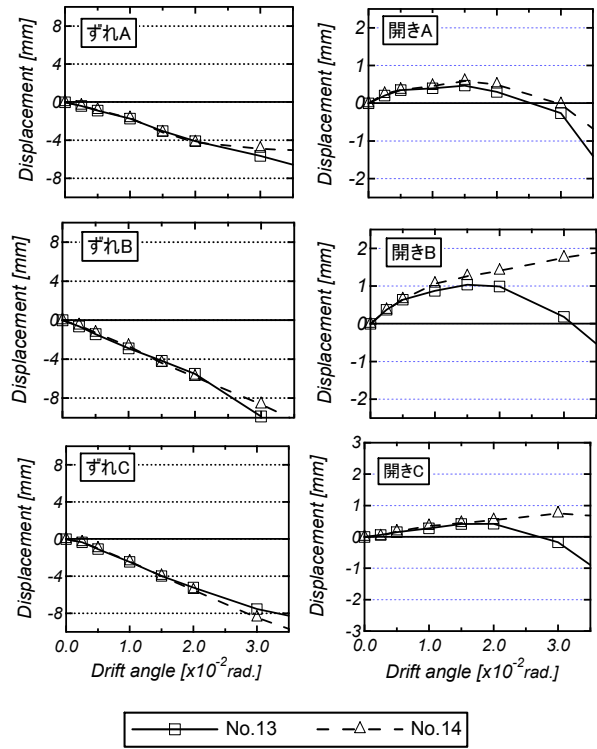 ずれA
Displacement [mm]
8
4
0
-4
-8
開きA
Displacement [mm]
2
1
0
-1
-2
ずれB
Displacement [mm]
8
4
0
-4
-8
開きB
Displacement [mm]
2
1
0
-1
-2
ずれC
Displacement [mm]
8
4
0
-4
-8
0.0 1.0 2.0 3.0
Drift angle [x10-2 rad.]
開きC
Displacement [mm]
3
2
1
0
-1
-2
-3
0.0 1.0 2.0 3.0
Drift angle [x10-2 rad.]
No.13 No.14